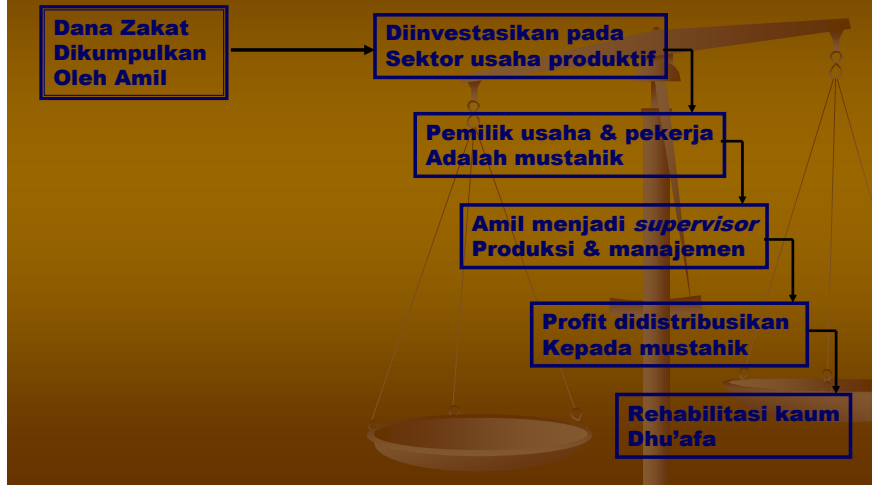 Dana Zakat
Dikumpulkan
Oleh Amil
Diinvestasikan pada
Sektor usaha produktif
Pemilik usaha & pekerja
Adalah mustahik
Amil menjadi supervisor
Produksi & manajemen
Profit didistribusikan
Kepada mustahik
Rehabilitasi kaum
Dhu’afa